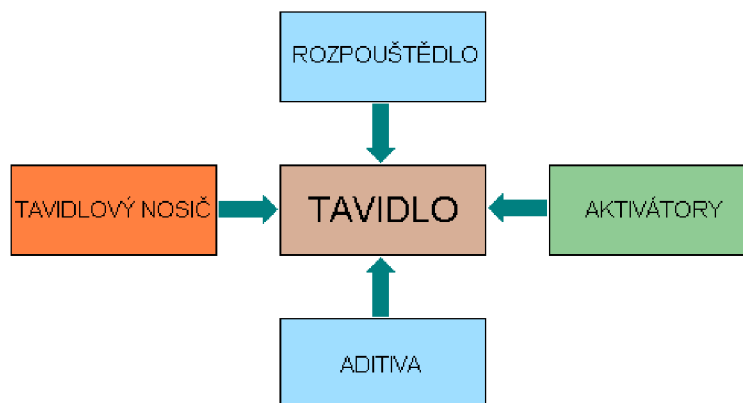 ROZPOUŠTĚDLO
TAVIDLOVÝ NOSIČ
TAVIDLO
AKTIVÁTORY
ADITIVA